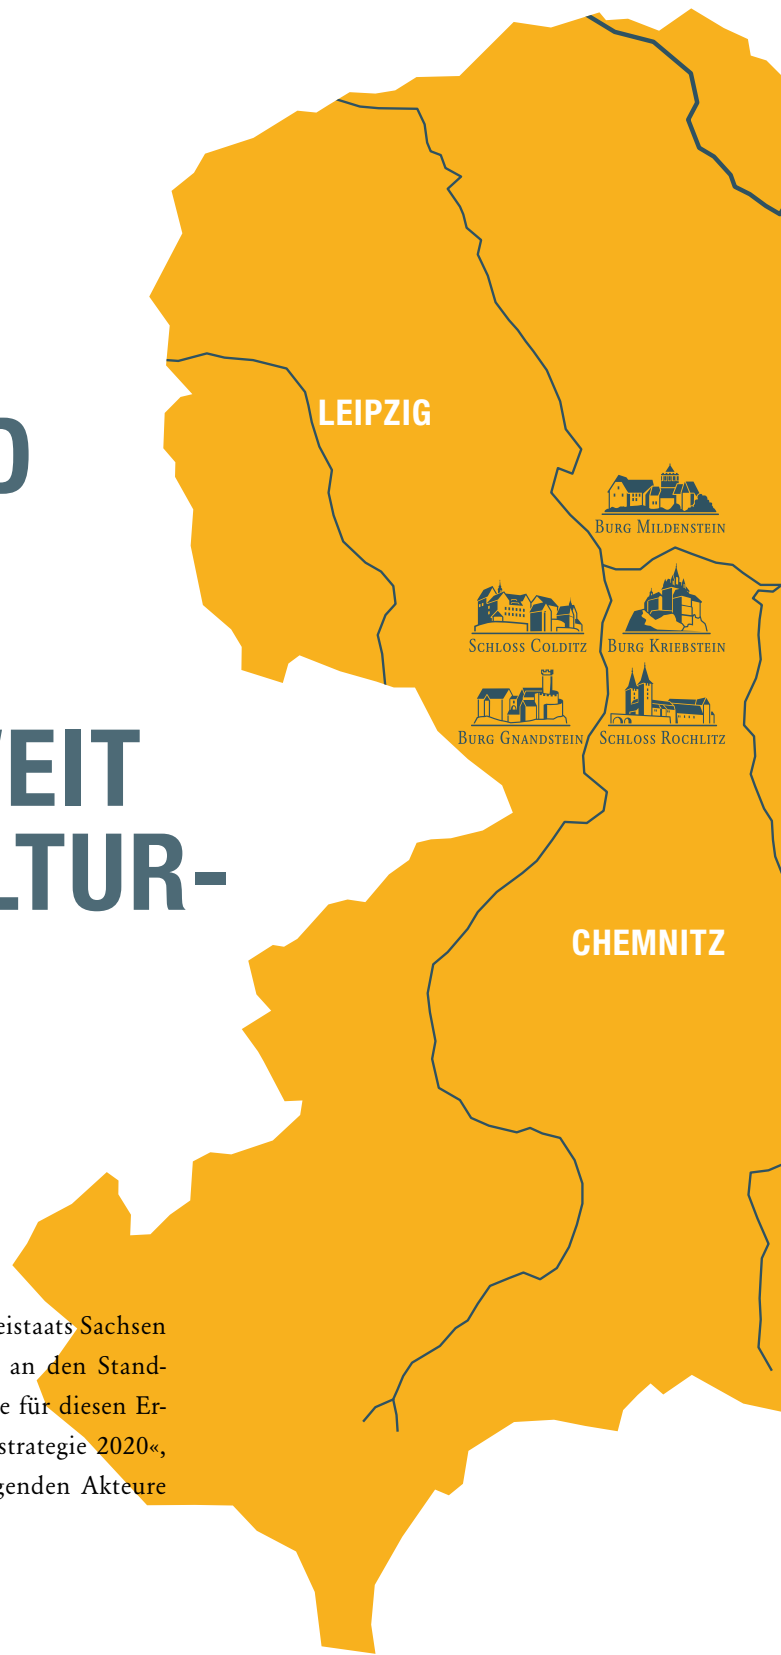 LEIPZIG
BURG MILDENSTEIN
SCHLOSS COLDITZ
BURG KRIEBSTEIN
BURG GNANDSTEIN
SCHLOSS ROCHLITZ
EIT
LTUR-
CHEMNITZ
eistaats Sachsen
an den Stand-
e für diesen Er-
strategie 2020«,
genden Akteure